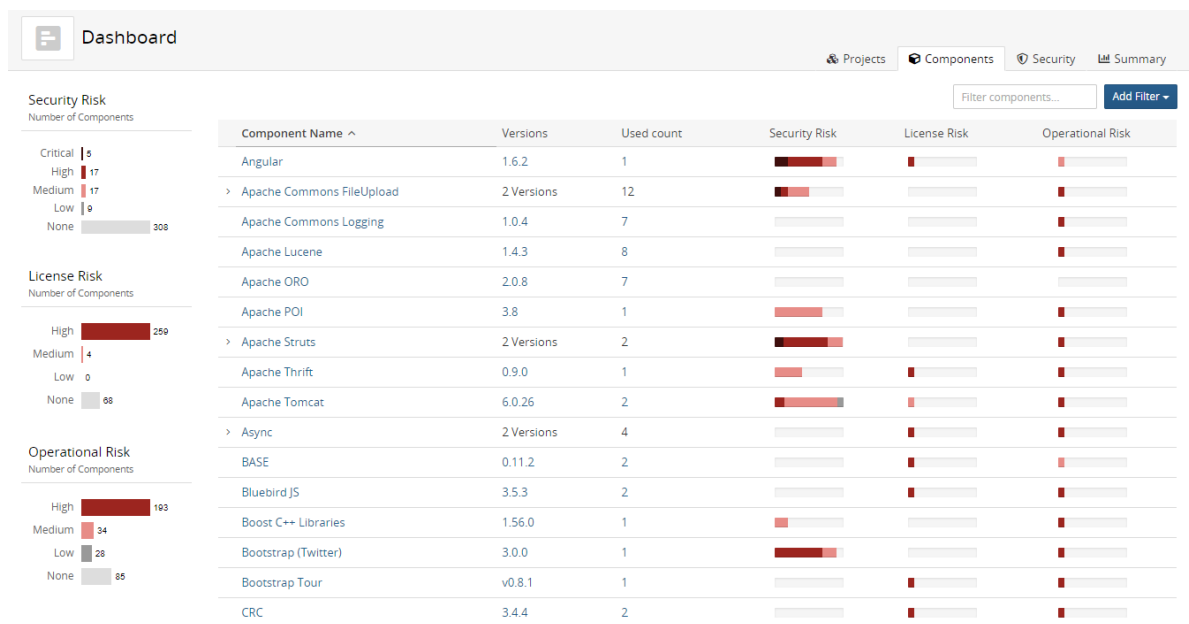 Dashboard
Projects Components Security Summary
Filter components... Add Filter
Security Risk
Number of Components
Critical 5
High 17
Medium 17
Low 9
None 308
License Risk
Number of Components
High 259
Medium 4
Low 0
None 68
Operational Risk
Number of Components
High 193
Medium 34
Low 28
None 85
Component Name Versions Used count Security Risk License Risk Operational Risk
Angular 1.6.2 1
Apache Commons FileUpload 2 Versions 12
Apache Commons Logging 1.0.4 7
Apache Lucene 1.4.3 8
Apache ORO 2.0.8 7
Apache POI 3.8 1
Apache Struts 2 Versions 2
Apache Thrift 0.9.0 1
Apache Tomcat 6.0.26 2
Async 2 Versions 4
BASE 0.11.2 2
Bluebird JS 3.5.3 2
Boost C++ Libraries 1.56.0 1
Bootstrap (Twitter) 3.0.0 1
Bootstrap Tour v0.8.1 1
CRC 3.4.4 2